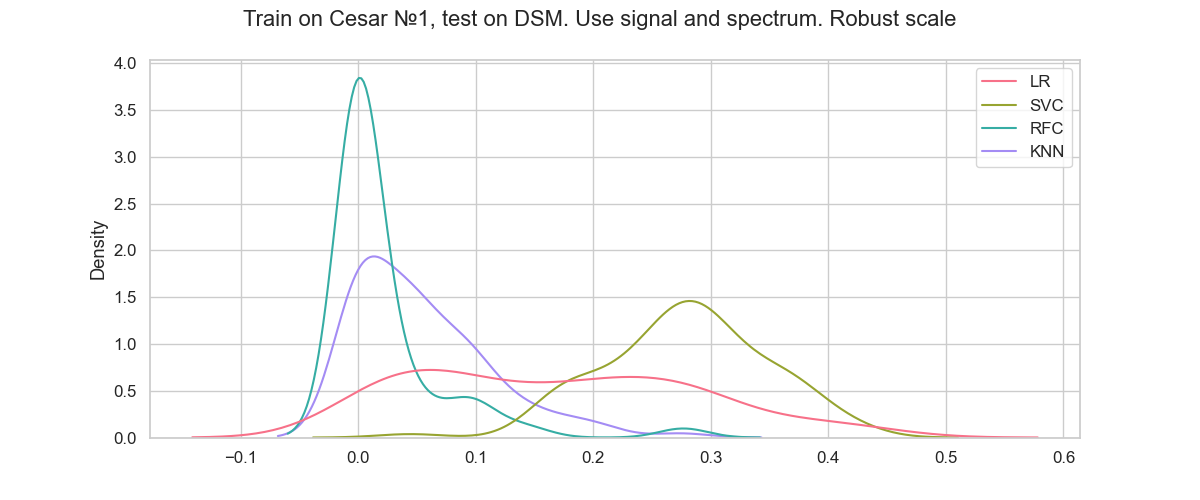 Train on Cesar №1, test on DSM. Use signal and spectrum. Robust scale
4.0
3.5
3.0
2.5
2.0
1.5
1.0
0.5
0.0
Density
LR
SVC
RFC
KNN
−0.1
0.0
0.1
0.2
0.3
0.4
0.5
0.6